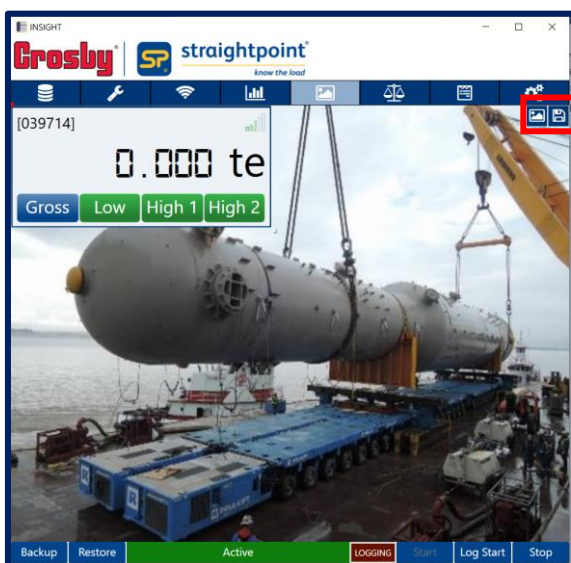 INSIGHT
Crosby SP straightpoint
know the load
[039714]
0.000 te
Gross Low High 1 High 2
Backup Restore Active LOGGING Start Log Start Stop